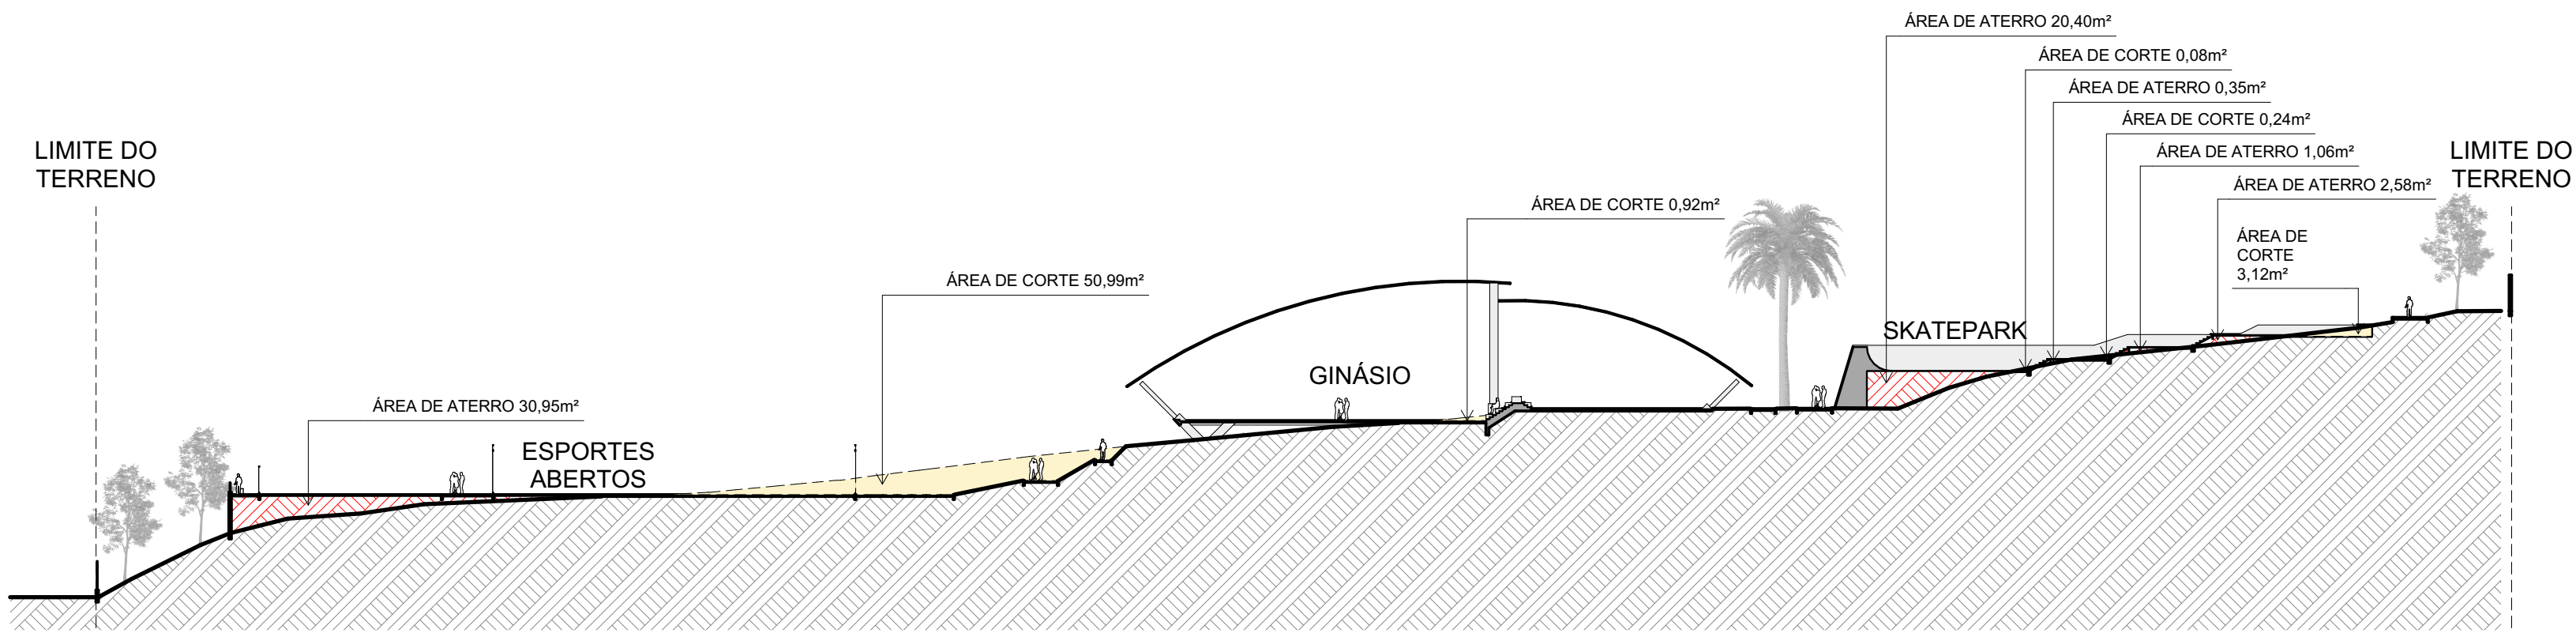 ÁREA DE ATERRO 20,40m²
ÁREA DE CORTE 0,08m²
ÁREA DE ATERRO 0,35m²
ÁREA DE CORTE 0,24m²
LIMITE DO
TERRENO
ÁREA DE ATERRO 1,06m²
LIMITE DO
TERRENO
ÁREA DE ATERRO 2,58m²
ÁREA DE CORTE 0,92m²
ÁREA DE
CORTE
3,12m²
ÁREA DE CORTE 50,99m²
SKATEPARK
GINÁSIO
ÁREA DE ATERRO 30,95m²
ESPORTES
ABERTOS